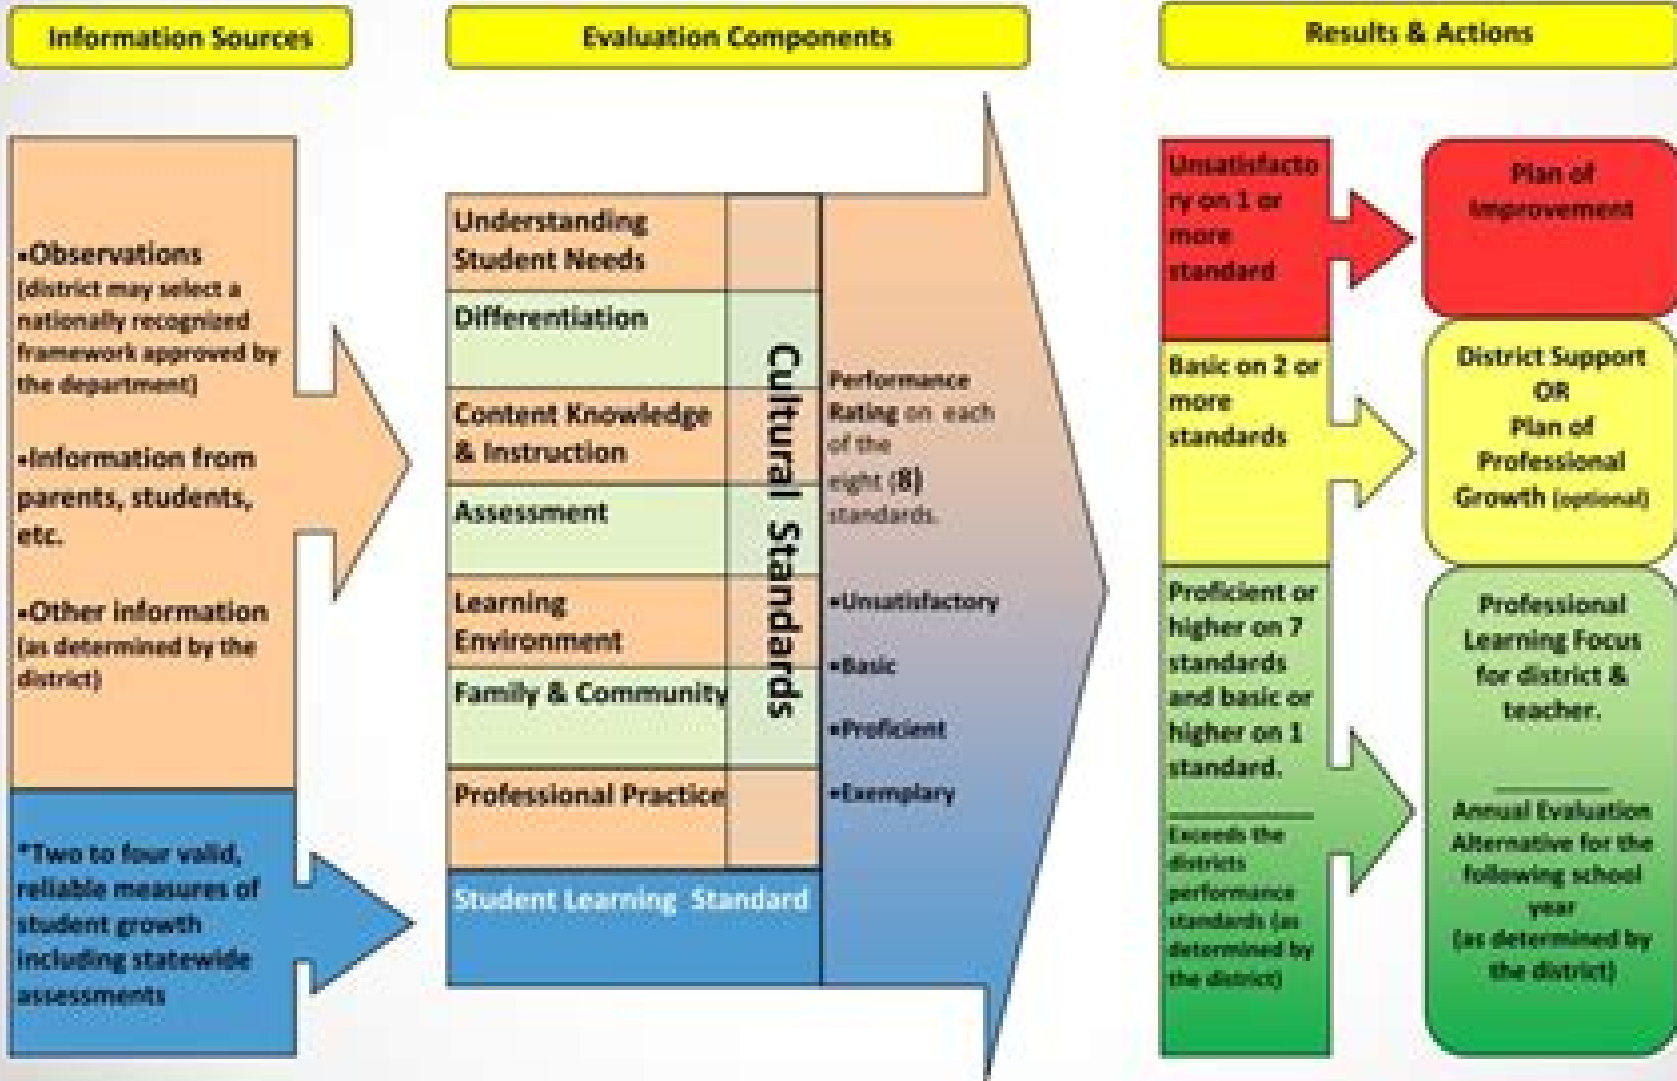 Information Sources
Evaluation Components
Results & Actions
•Observations
(district may select a
nationally recognized
framework approved by
the department)
•Information from
parents, students,
etc.
•Other information
(as determined by the
district)
*Two to four valid,
reliable measures of
student growth
including statewide
assessments
Understanding
Student Needs
Differentiation
Content Knowledge
& Instruction
Assessment
Learning
Environment
Family & Community
Professional Practice
Student Learning Standard
Cultural Standards
Performance
Rating on each
of the
eight (8)
standards.
•Unsatisfactory
•Basic
•Proficient
•Exemplary
Unsatisfacto
ry on 1 or
more
standard
Plan of
Improvement
Basic on 2 or
more
standards
District Support
OR
Plan of
Professional
Growth (optional)
Proficient or
higher on 7
standards
and basic or
higher on 1
standard.
Exceeds the
districts
performance
standards (as
determined by
the district)
Professional
Learning Focus
for district &
teacher.
Annual Evaluation
Alternative for the
following school
year
(as determined by
the district)